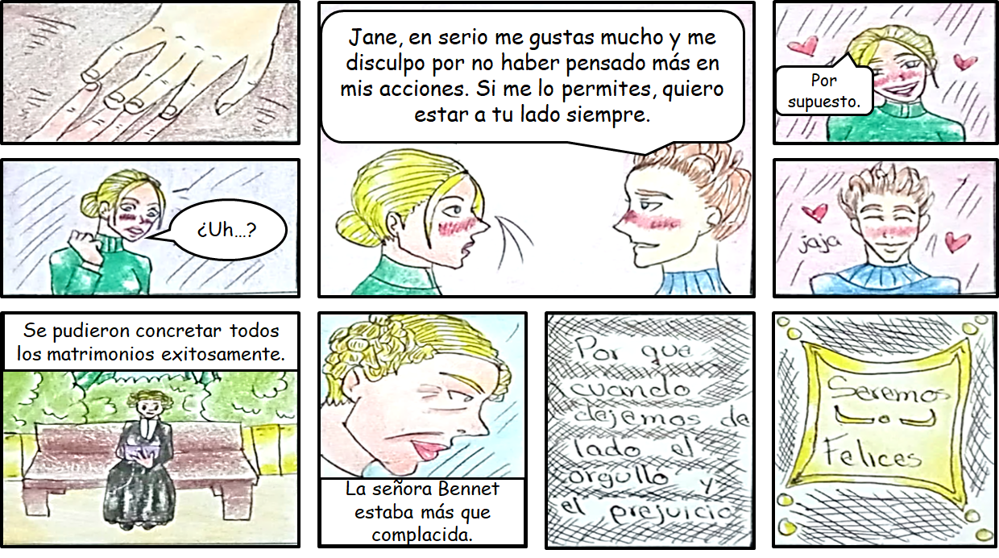 ¿Uh...?
Jane, en serio me gustas mucho y me
disculpo por no haber pensado más en
mis acciones. Si me lo permites, quiero
estar a tu lado siempre.
Por
supuesto.
jaja
Se pudieron concretar todos
los matrimonios exitosamente.
La señora Bennet
estaba más que
complacida.
Por que
cuando
dejemos de
lado el
orgullo y
el prejuicio
Seremos
Felices